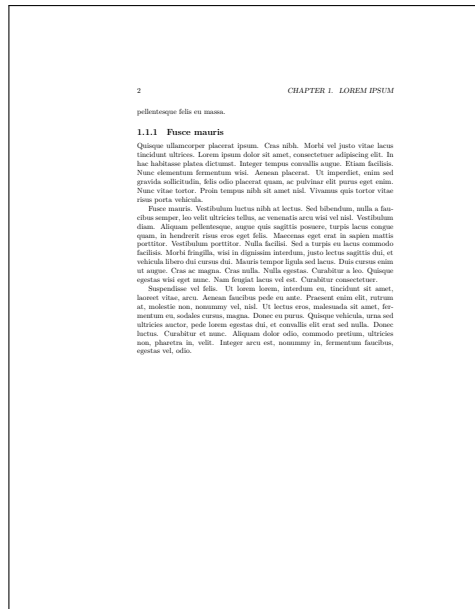 2 CHAPTER 1. LOREM IPSUM
pellentesque felis eu massa.
1.1.1 Fusce mauris
Quisque ullamcorper placerat ipsum. Cras nibh. Morbi vel justo vitae lacus
tincidunt ultrices. Lorem ipsum dolor sit amet, consectetuer adipiscing elit. In
hac habitasse platea dictumst. Integer tempus convallis augue. Etiam facilisis.
Nunc elementum fermentum wisi. Aenean placerat. Ut imperdiet, enim sed
gravida sollicitudin, felis odio placerat quam, ac pulvinar elit purus eget enim.
Nunc vitae tortor. Proin tempus nibh sit amet nisl. Vivamus quis tortor vitae
risus porta vehicula.
Fusce mauris. Vestibulum luctus nibh at lectus. Sed bibendum, nulla a fau-
cibus semper, leo velit ultricies tellus, ac venenatis arcu wisi vel nisl. Vestibulum
diam. Aliquam pellentesque, augue quis sagittis posuere, turpis lacus congue
quam, in hendrerit risus eros eget felis. Maecenas eget erat in sapien mattis
porttitor. Vestibulum porttitor. Nulla facilisi. Sed a turpis eu lacus commodo
facilisis. Morbi fringilla, wisi in dignissim interdum, justo lectus sagittis dui, et
vehicula libero dui cursus dui. Mauris tempor ligula sed lacus. Duis cursus enim
ut augue. Cras ac magna. Cras nulla. Nulla egestas. Curabitur a leo. Quisque
egestas wisi eget nunc. Nam feugiat lacus vel est. Curabitur consectetuer.
Suspendisse vel felis. Ut lorem lorem, interdum eu, tincidunt sit amet,
laoreet vitae, arcu. Aenean faucibus pede eu ante. Praesent enim elit, rutrum
at, molestie non, nonummy vel, nisl. Ut lectus eros, malesuada sit amet, fer-
mentum eu, sodales cursus, magna. Donec eu purus. Quisque vehicula, urna sed
ultricies auctor, pede lorem egestas dui, et convallis elit erat sed nulla. Donec
luctus. Curabitur et nunc. Aliquam dolor odio, commodo pretium, ultricies
non, pharetra in, velit. Integer arcu est, nonummy in, fermentum faucibus,
egestas vel, odio.